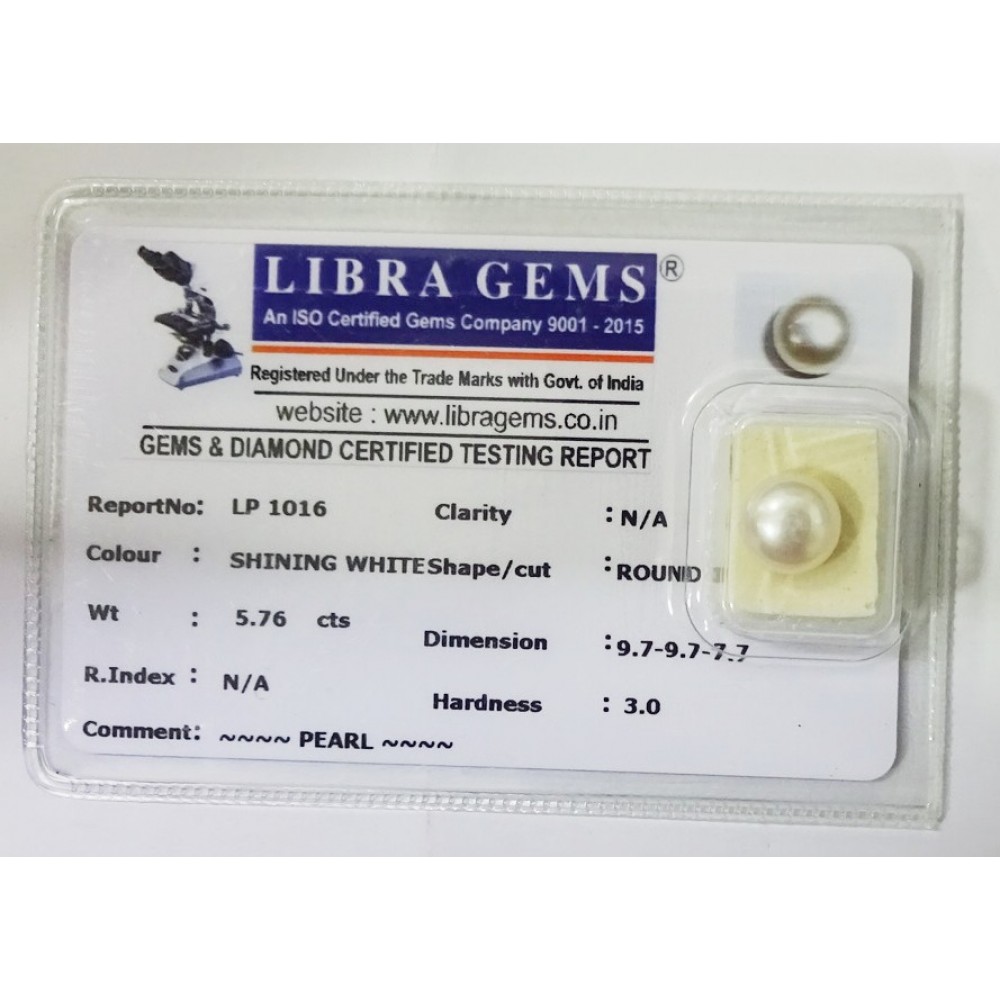 LIBRA GEMS ®
An ISO Certified Gems Company 9001 - 2015
Registered Under the Trade Marks with Govt. of India
website : www.libragems.co.in
GEMS & DIAMOND CERTIFIED TESTING REPORT
ReportNo: LP 1016 Clarity : N/A
Colour : SHINING WHITE Shape/cut : ROUND
Wt : 5.76 cts Dimension : 9.7-9.7-7.7
R.Index : N/A Hardness : 3.0
Comment: ~~~~ PEARL ~~~~